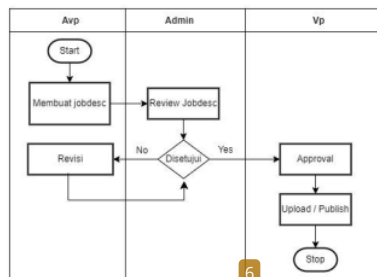 Avp
Admin
Vp
Start
Membuat jobdesc
Review Jobdesc
Revisi
No
Disetujui
Yes
Approval
Upload / Publish
Stop
6